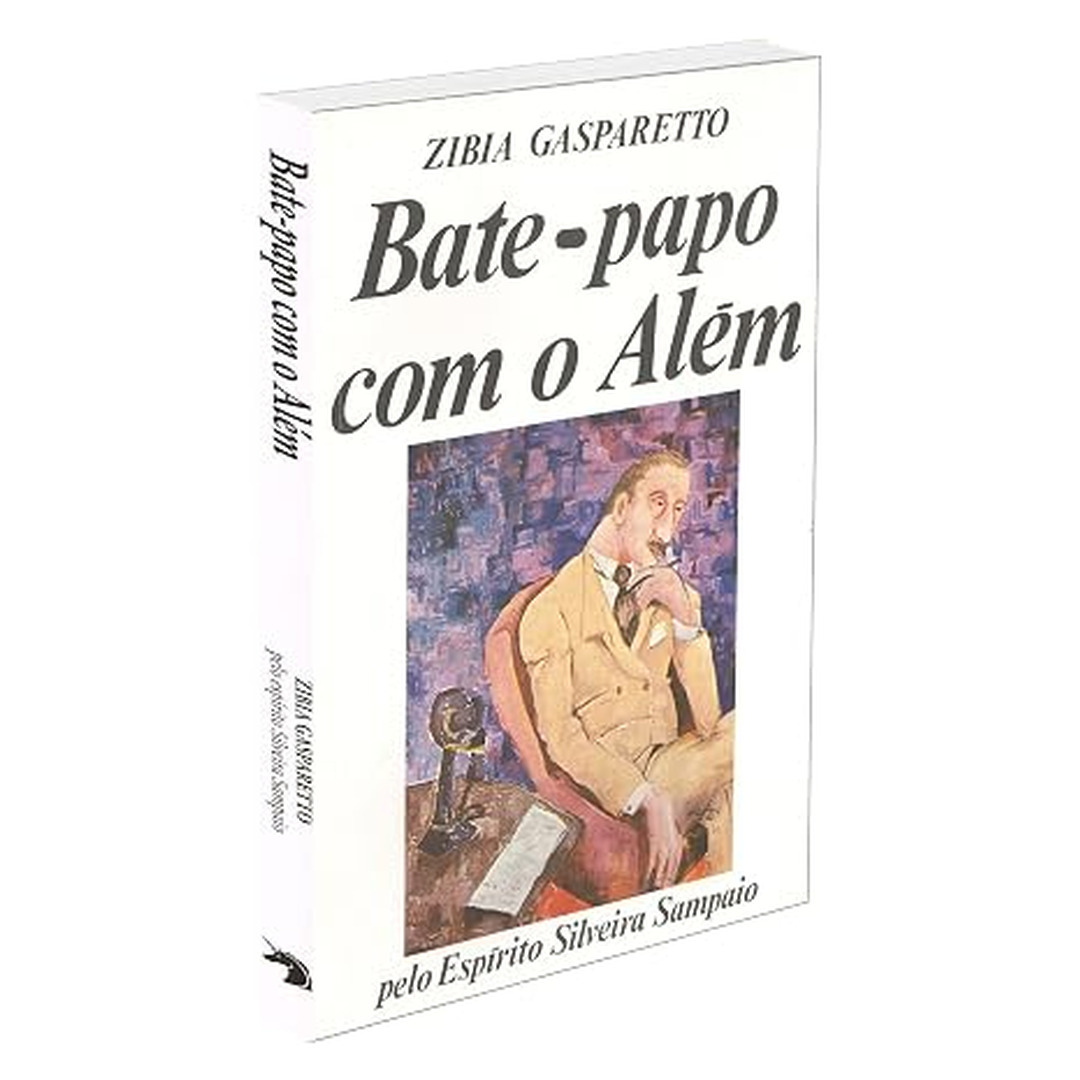 ZIBIA GASPARETTO
Bate-papo
com o Além
pelo Espírito Silveira Sampaio
Bate-papo com o Além
ZIBIA GASPARETTO
pelo espírito Silveira Sampaio